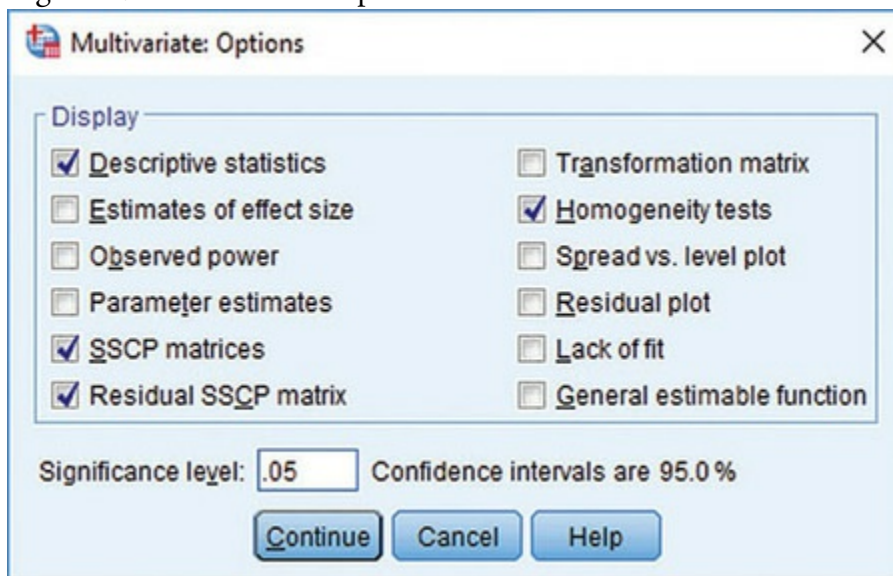 Multivariate: Options
Display
Descriptive statistics
Transformation matrix
Estimates of effect size
Homogeneity tests
Observed power
Spread vs. level plot
Parameter estimates
Residual plot
SSCP matrices
Lack of fit
Residual SSCP matrix
General estimable function
Significance level: .05 Confidence intervals are 95.0 %
Continue Cancel Help